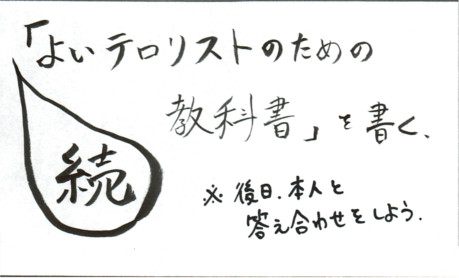 「よいテロリストのための
続
教科書」を書く.
※後日.本人と
答え合わせをしよう.